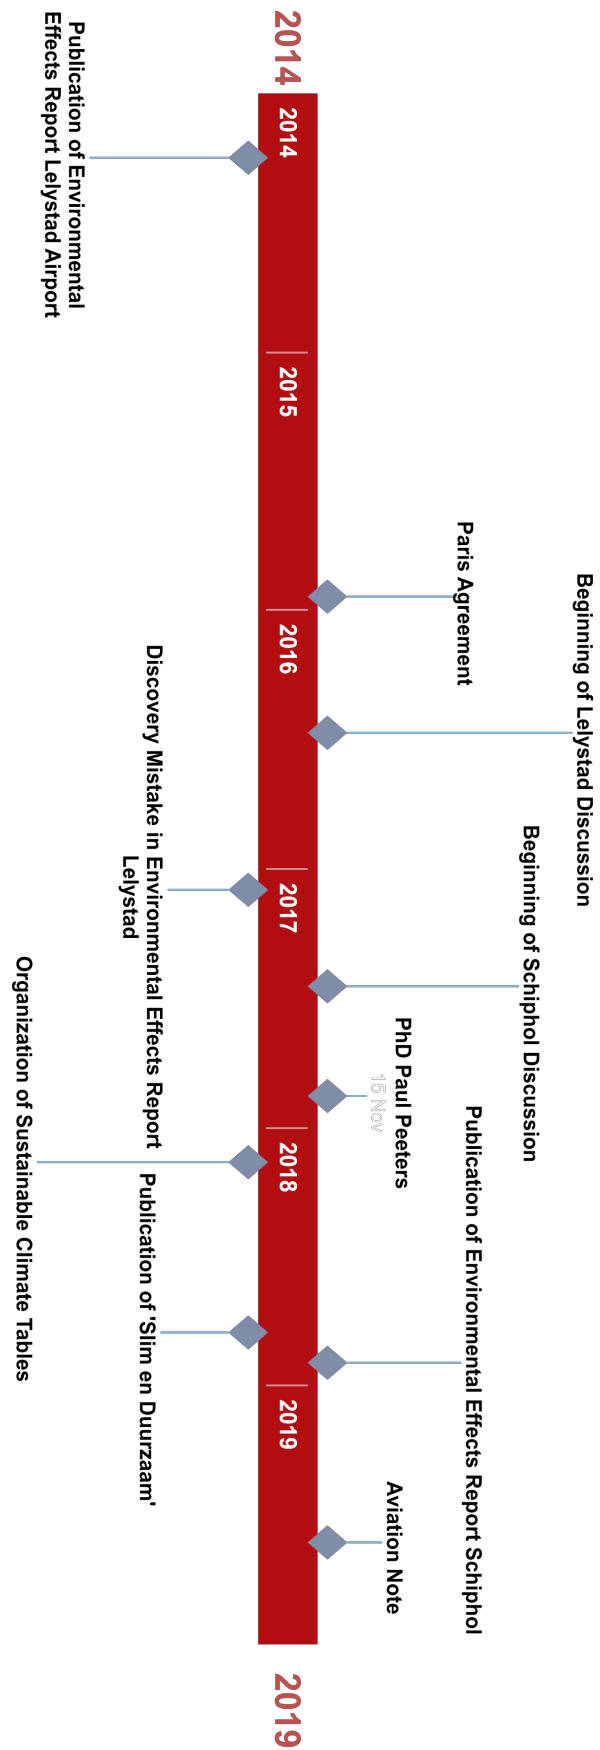 2014
2014
2015
2016
2017
2018
2019
2019
Beginning of Lelystad Discussion
Beginning of Schiphol Discussion
Paris Agreement
Publication of Environmental Effects Report Schiphol
PhD Paul Peeters
15 Nov
Aviation Note
Discovery Mistake in Environmental Effects Report
Lelystad
Publication of 'Slim en Duurzaam'
Publication of Environmental
Effects Report Lelystad Airport
Organization of Sustainable Climate Tables